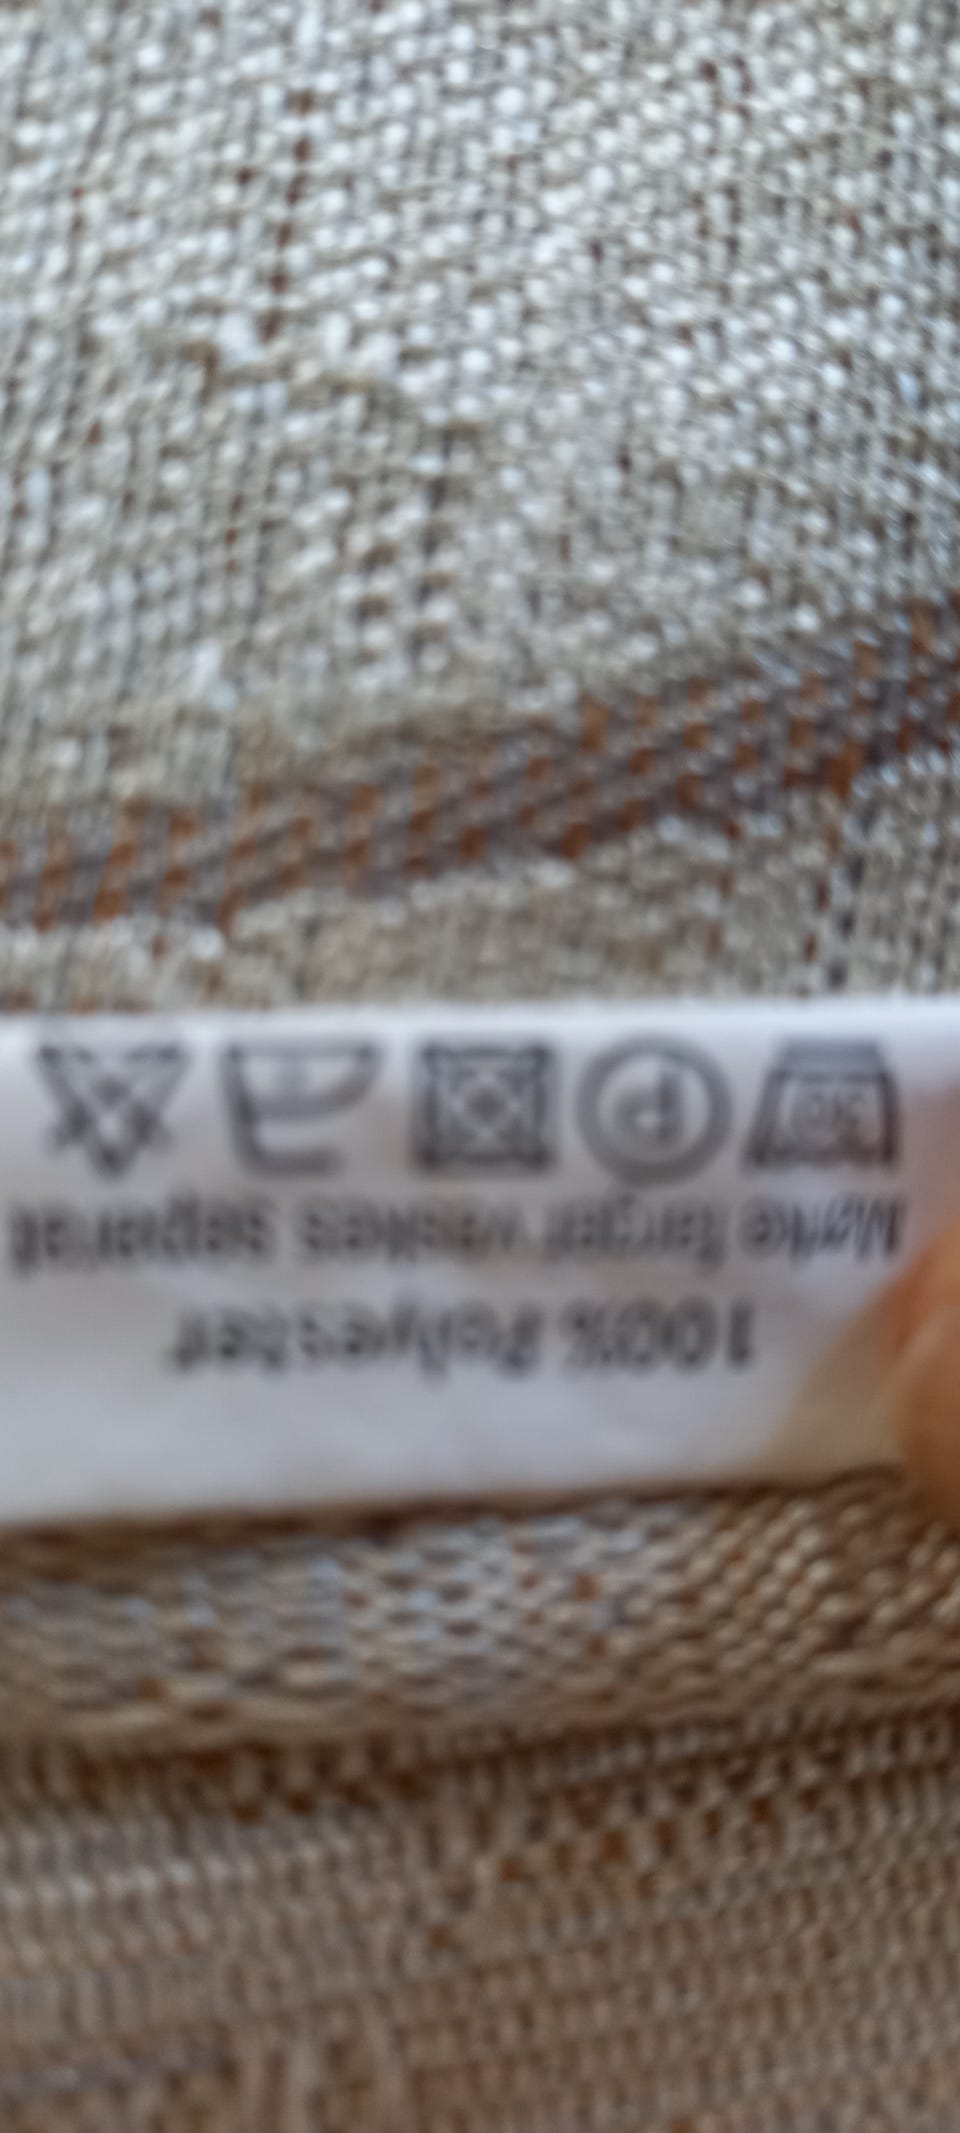 30 P
Mørke farger vaskes separat
100% Polyester